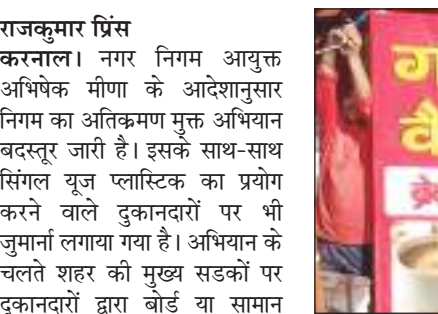 राजकुमार प्रिंस
करनाल। नगर निगम आयुक्त
अभिषेक मीणा के आदेशानुसार
निगम का अतिक्रमण मुक्त अभियान
बदस्तूर जारी है। इसके साथ-साथ
सिंगल यूज प्लास्टिक का प्रयोग
करने वाले दुकानदारों पर भी
जुमार्ना लगाया गया है। अभियान के
चलते शहर की मुख्य सडकों पर
दुकानदारों द्वारा बोर्ड या सामान